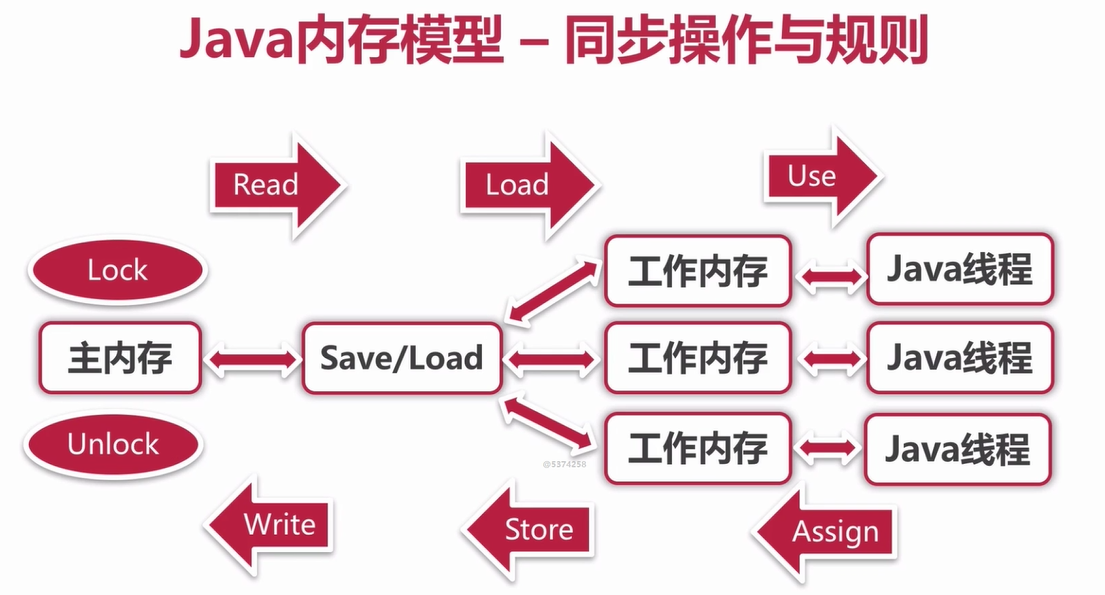 Java内存模型 – 同步操作与规则
Read
Load
Use
Lock
工作内存
Java线程
主内存
Save/Load
工作内存
Java线程
Unlock
工作内存
Java线程
@5374258
Write
Store
Assign